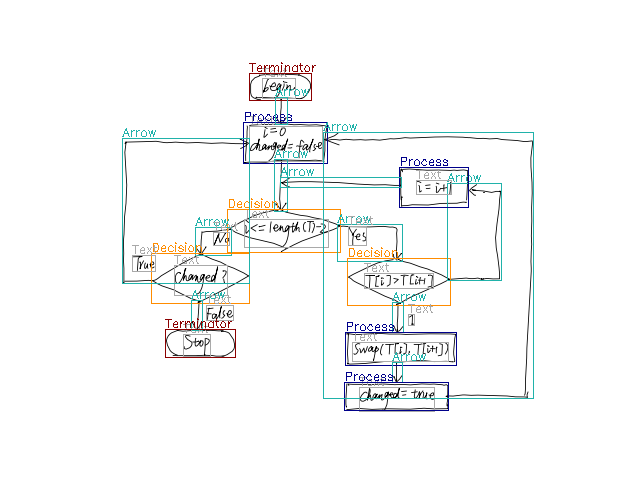 Terminator
begin
Arrow
Process
Arrow
Arrow
i=0
changed=false
Arrow
Process
Arrow
Text
Arrow
i=i+1
Decision
Text
Arrow
Arrow
i<=length(T)-2
No
Yes
Text
Decision
Decision
True
Text
Text
changed?
T[i]>T[i+1
Arrow
Text
Arrow
False
Text
1
Terminator
Process
Stop
Text
Swap(T[i],T[i+1])
Arrow
Process
changed=true